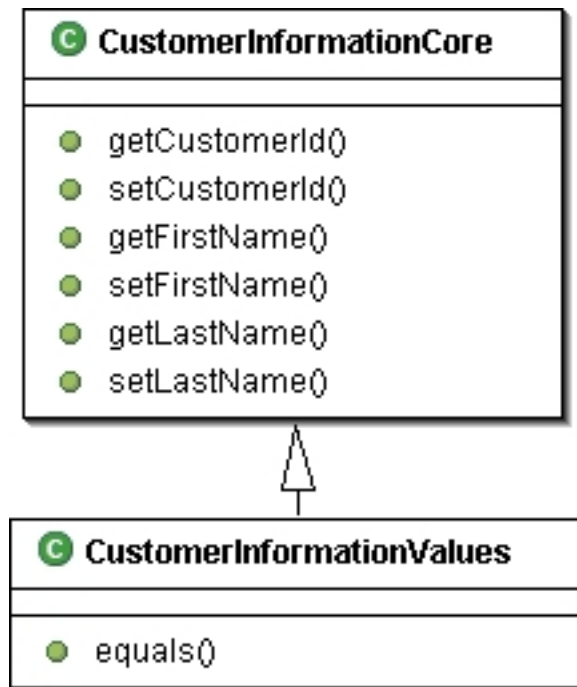 C CustomerInformationCore
getCustomerId()
setCustomerId()
getFirstName()
setFirstName()
getLastName()
setLastName()
C CustomerInformationValues
equals()